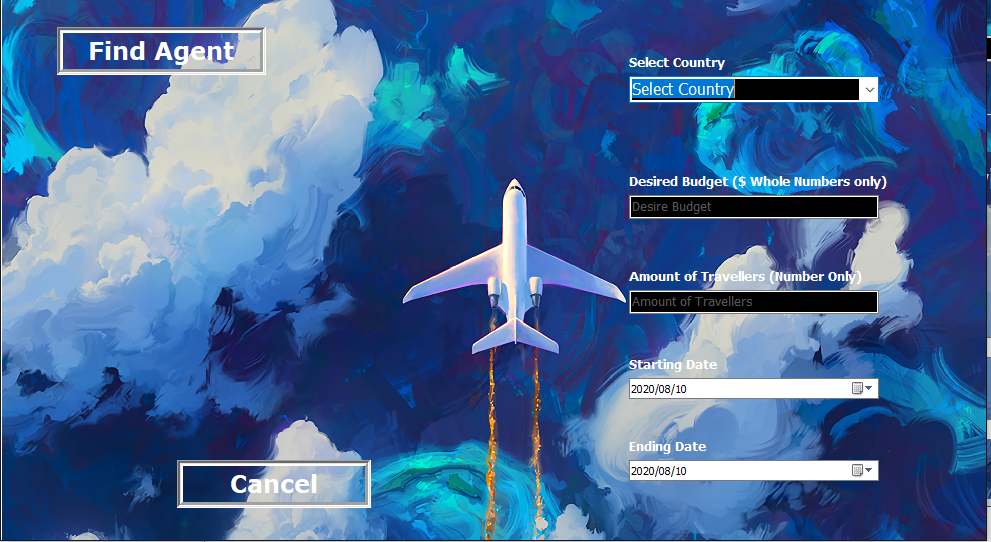 Find Agent
Select Country
Select Country
Desired Budget ($ Whole Numbers only)
Desire Budget
Amount of Travellers (Number Only)
Amount of Travellers
Starting Date
2020/08/10
Ending Date
2020/08/10
Cancel